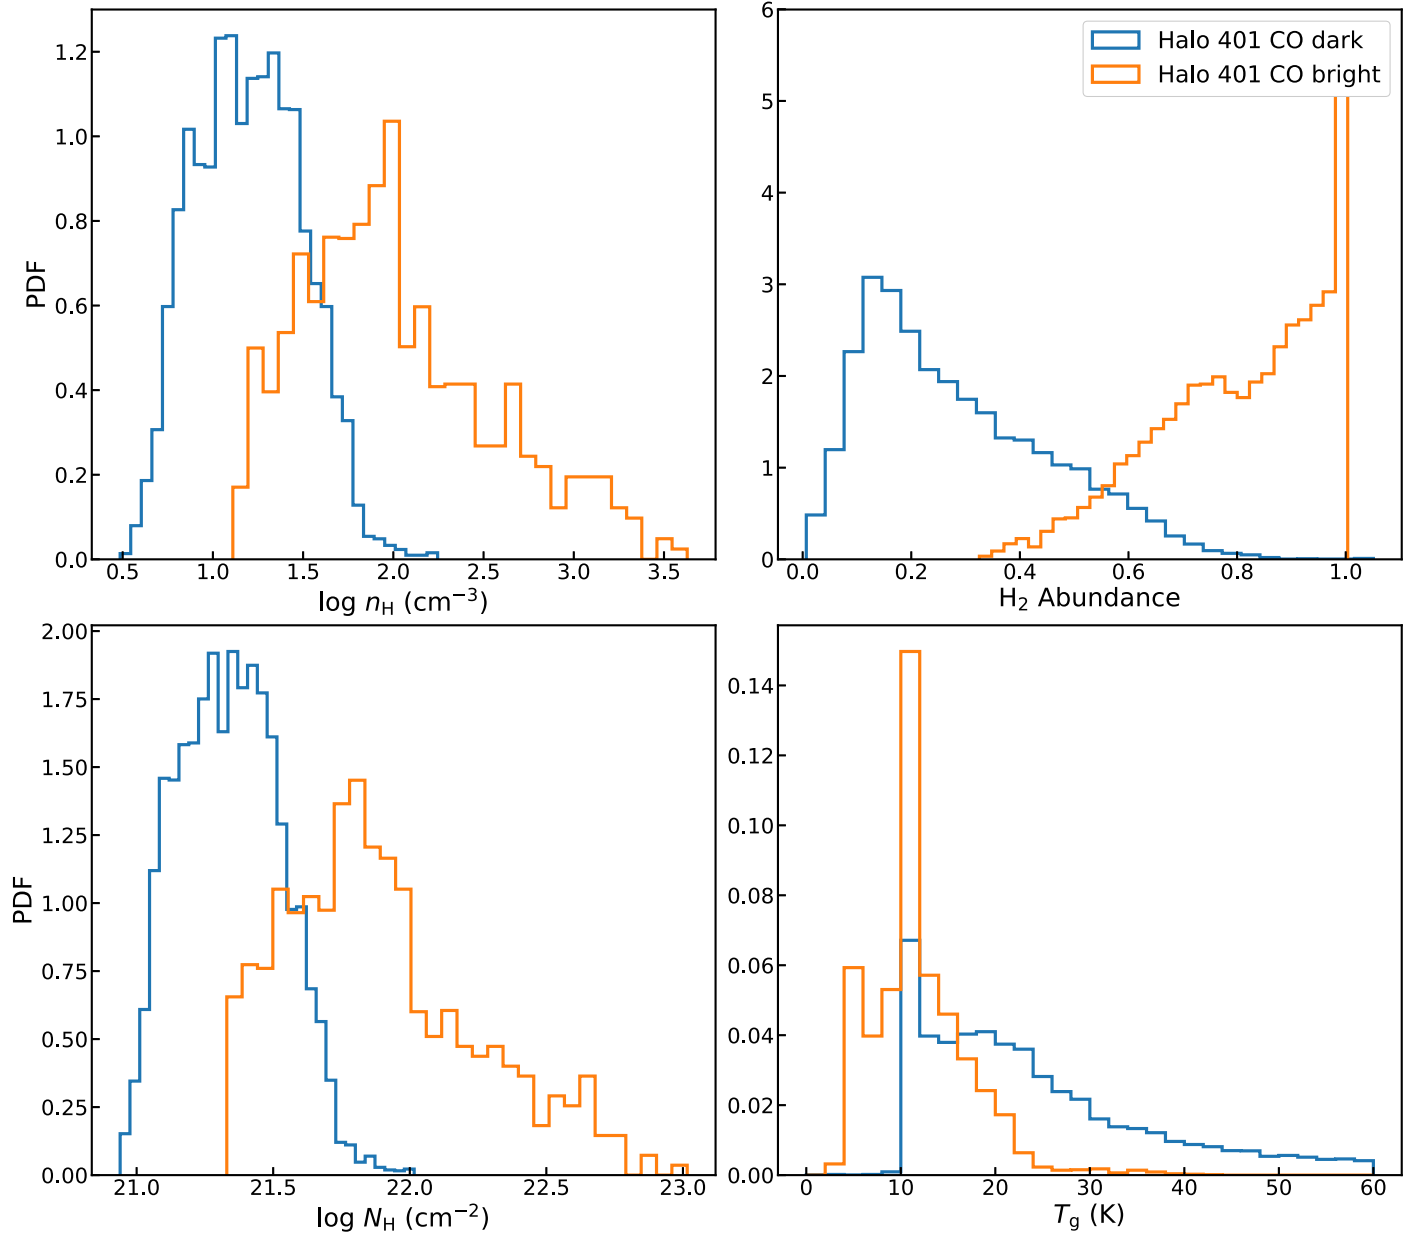 1.2
1.0
0.8
0.6
0.4
0.2
0.0
PDF
0.5 1.0 1.5 2.0 2.5 3.0 3.5
log n_H (cm⁻³)
6
5
4
3
2
1
0
Halo 401 CO dark
Halo 401 CO bright
0.0 0.2 0.4 0.6 0.8 1.0
H₂ Abundance
2.00
1.75
1.50
1.25
1.00
0.75
0.50
0.25
0.00
PDF
21.0 21.5 22.0 22.5 23.0
log N_H (cm⁻²)
0.14
0.12
0.10
0.08
0.06
0.04
0.02
0.00
0 10 20 30 40 50 60
T_g (K)